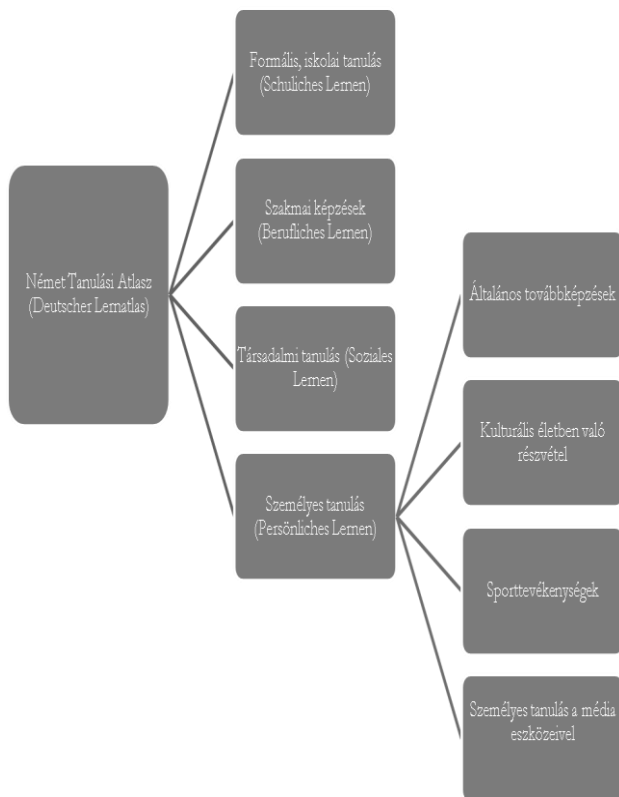 Formális, iskolai tanulás
(Schuliches Lernen)
Szakmai képzések
(Berufliches Lernen)
Német Tanulási Atlasz
(Deutscher Lernatlas)
Társadalmi tanulás (Soziales
Lernen)
Személyes tanulás
(Persönliches Lernen)
Általános továbbképzések
Kulturális életben való
részvétel
Sporttevékenységek
Személyes tanulás a média
eszközeivel